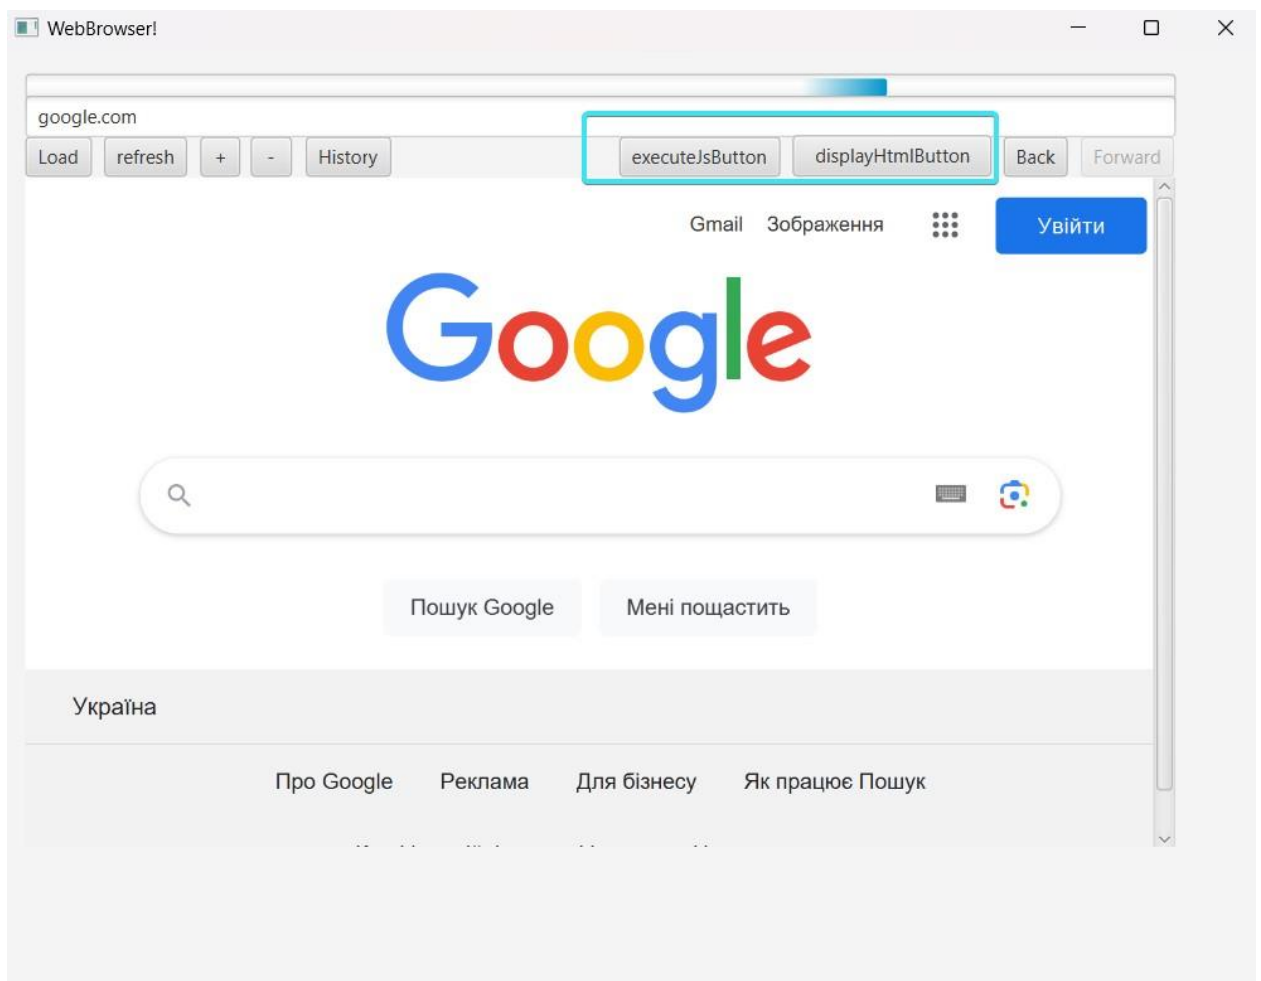 WebBrowser!
google.com
Load refresh + - History executeJsButton displayHtmlButton Back Forward
Gmail Зображення Увійти
Google
Пошук Google Мені пощастить
Україна
Про Google Реклама Для бізнесу Як працює Пошук